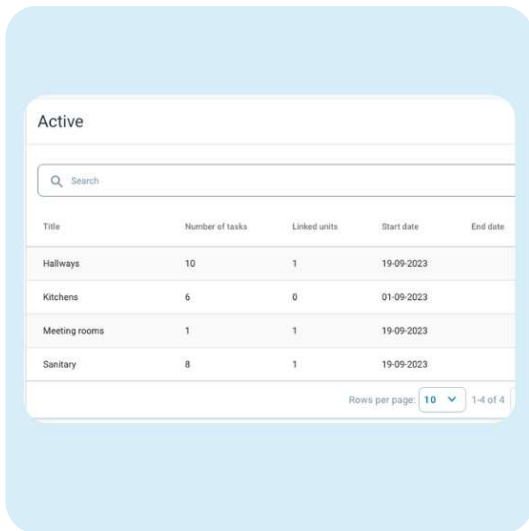 Active
Search
Title Number of tasks Linked units Start date End date
Hallways 10 1 19-09-2023
Kitchens 6 0 01-09-2023
Meeting rooms 1 1 19-09-2023
Sanitary 8 1 19-09-2023
Rows per page: 10 1-4 of 4